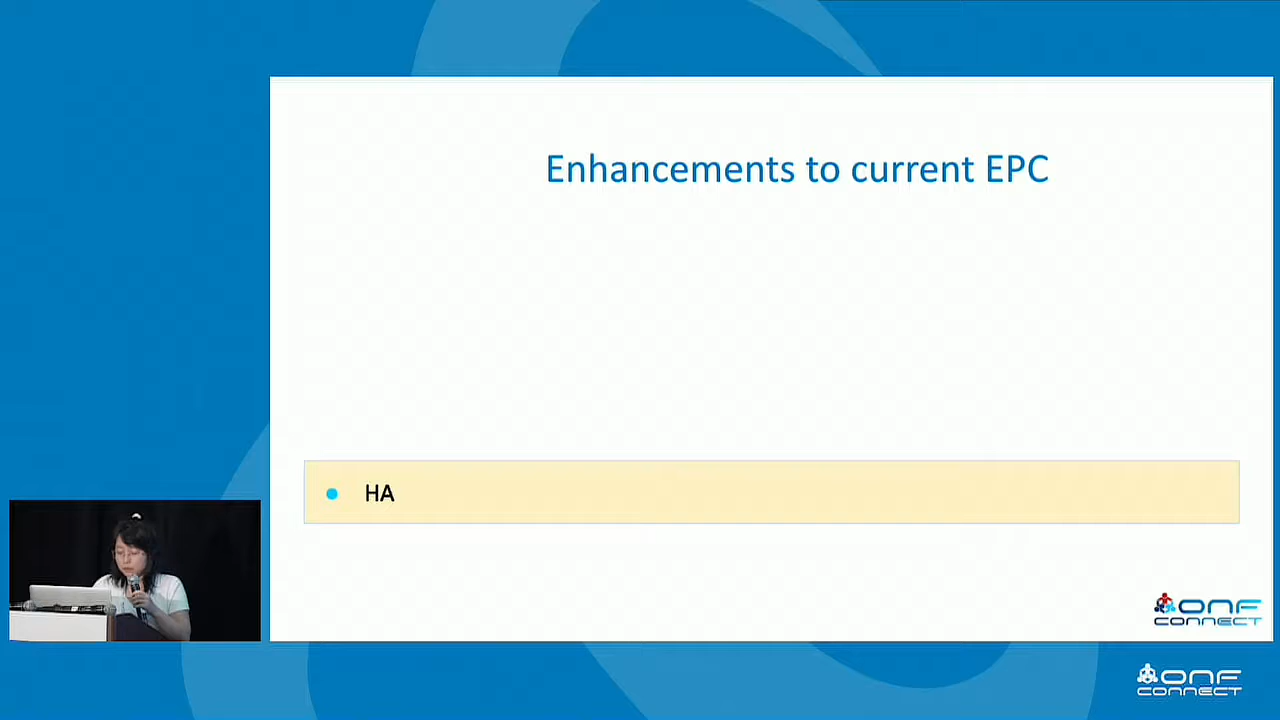 Enhancements to current EPC
HA
ONF
CONNECT
ONF
CONNECT